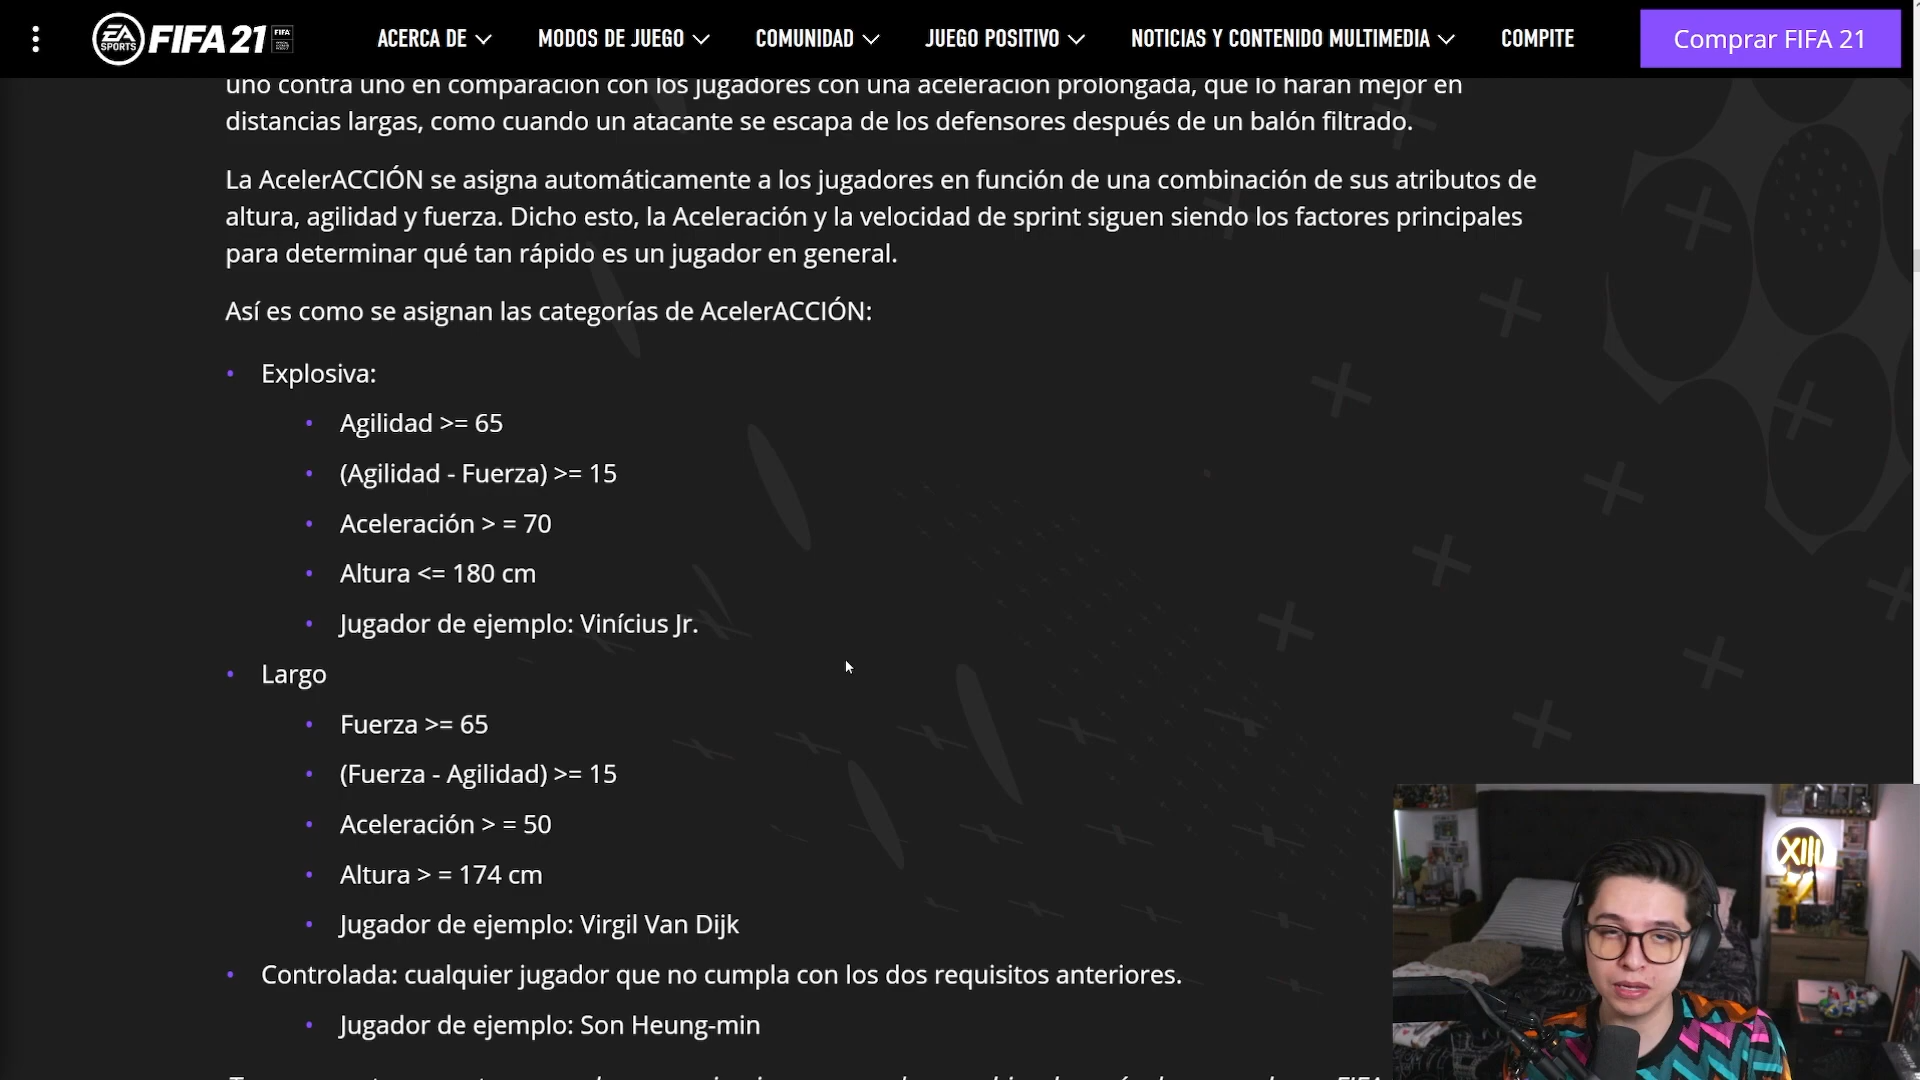 EA SPORTS FIFA 21 FIFA
ACERCA DE MODOS DE JUEGO COMUNIDAD JUEGO POSITIVO NOTICIAS Y CONTENIDO MULTIMEDIA COMPITE Comprar FIFA 21
uno contra uno en comparación con los jugadores con una aceleración prolongada, que lo harán mejor en
distancias largas, como cuando un atacante se escapa de los defensores después de un balón filtrado.
La AcelerACCIÓN se asigna automáticamente a los jugadores en función de una combinación de sus atributos de
altura, agilidad y fuerza. Dicho esto, la Aceleración y la velocidad de sprint siguen siendo los factores principales
para determinar qué tan rápido es un jugador en general.
Así es como se asignan las categorías de AcelerACCIÓN:
Explosiva:
Agilidad >= 65
(Agilidad - Fuerza) >= 15
Aceleración > = 70
Altura <= 180 cm
Jugador de ejemplo: Vinícius Jr.
Largo
Fuerza >= 65
(Fuerza - Agilidad) >= 15
Aceleración > = 50
Altura > = 174 cm
Jugador de ejemplo: Virgil Van Dijk
Controlada: cualquier jugador que no cumpla con los dos requisitos anteriores.
Jugador de ejemplo: Son Heung-min
XIII